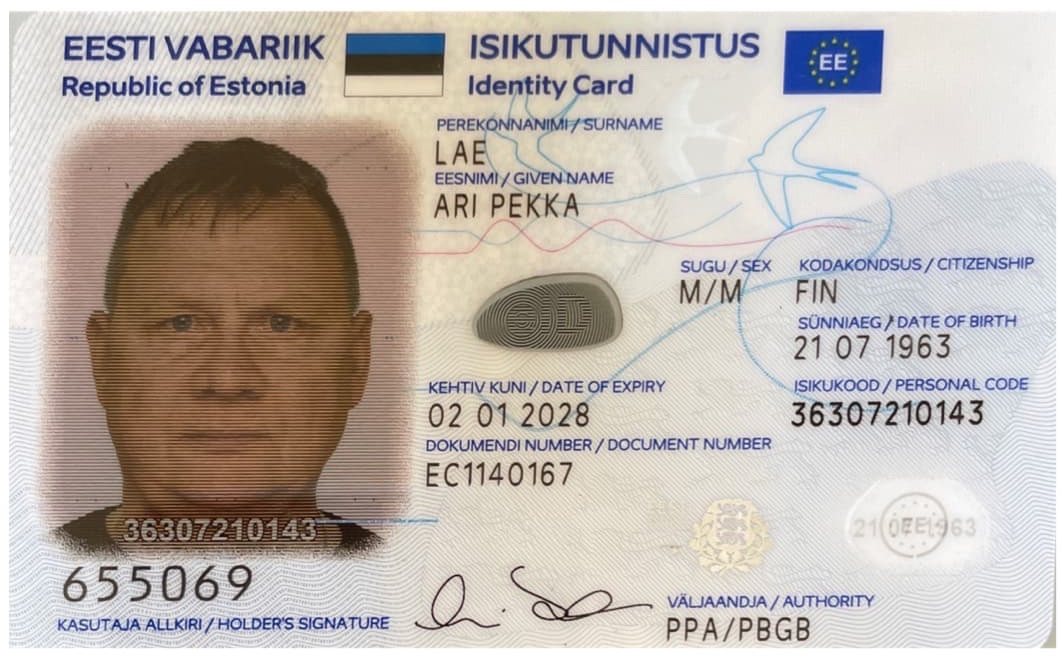 EESTI VABARIIK
Republic of Estonia
ISIKUTUNNISTUS
Identity Card
EE
PEREKONNANIMI / SURNAME
LAE
EESNIMI / GIVEN NAME
ARI PEKKA
SUGU / SEX
M/M
KODAKONDSUS / CITIZENSHIP
FIN
SÜNNIAEG / DATE OF BIRTH
21 07 1963
KEHTIV KUNI / DATE OF EXPIRY
02 01 2028
ISIKUKOOD / PERSONAL CODE
36307210143
DOKUMENDI NUMBER / DOCUMENT NUMBER
EC1140167
36307210143
655069
KASUTAJA ALLKIRI / HOLDER'S SIGNATURE
21 07 1963
EE
VÄLJAANDJA / AUTHORITY
PPA/PBGB